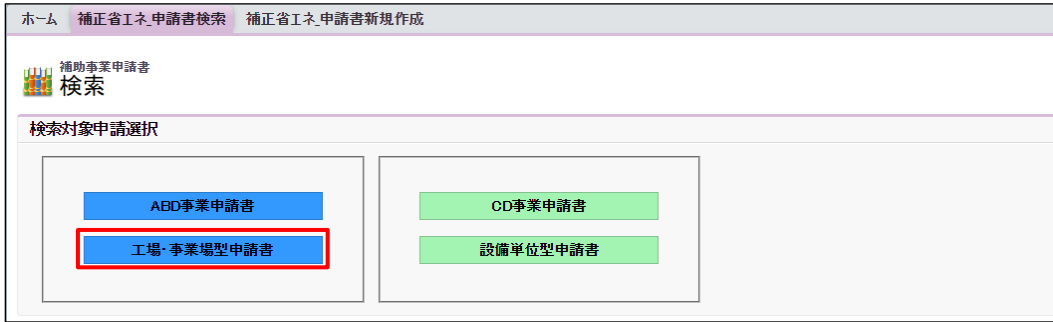 ホーム 補正省エネ_申請書検索 補正省エネ_申請書新規作成
補助事業申請書
検索
検索対象申請選択
ABD事業申請書
工場・事業場型申請書
CD事業申請書
設備単位型申請書